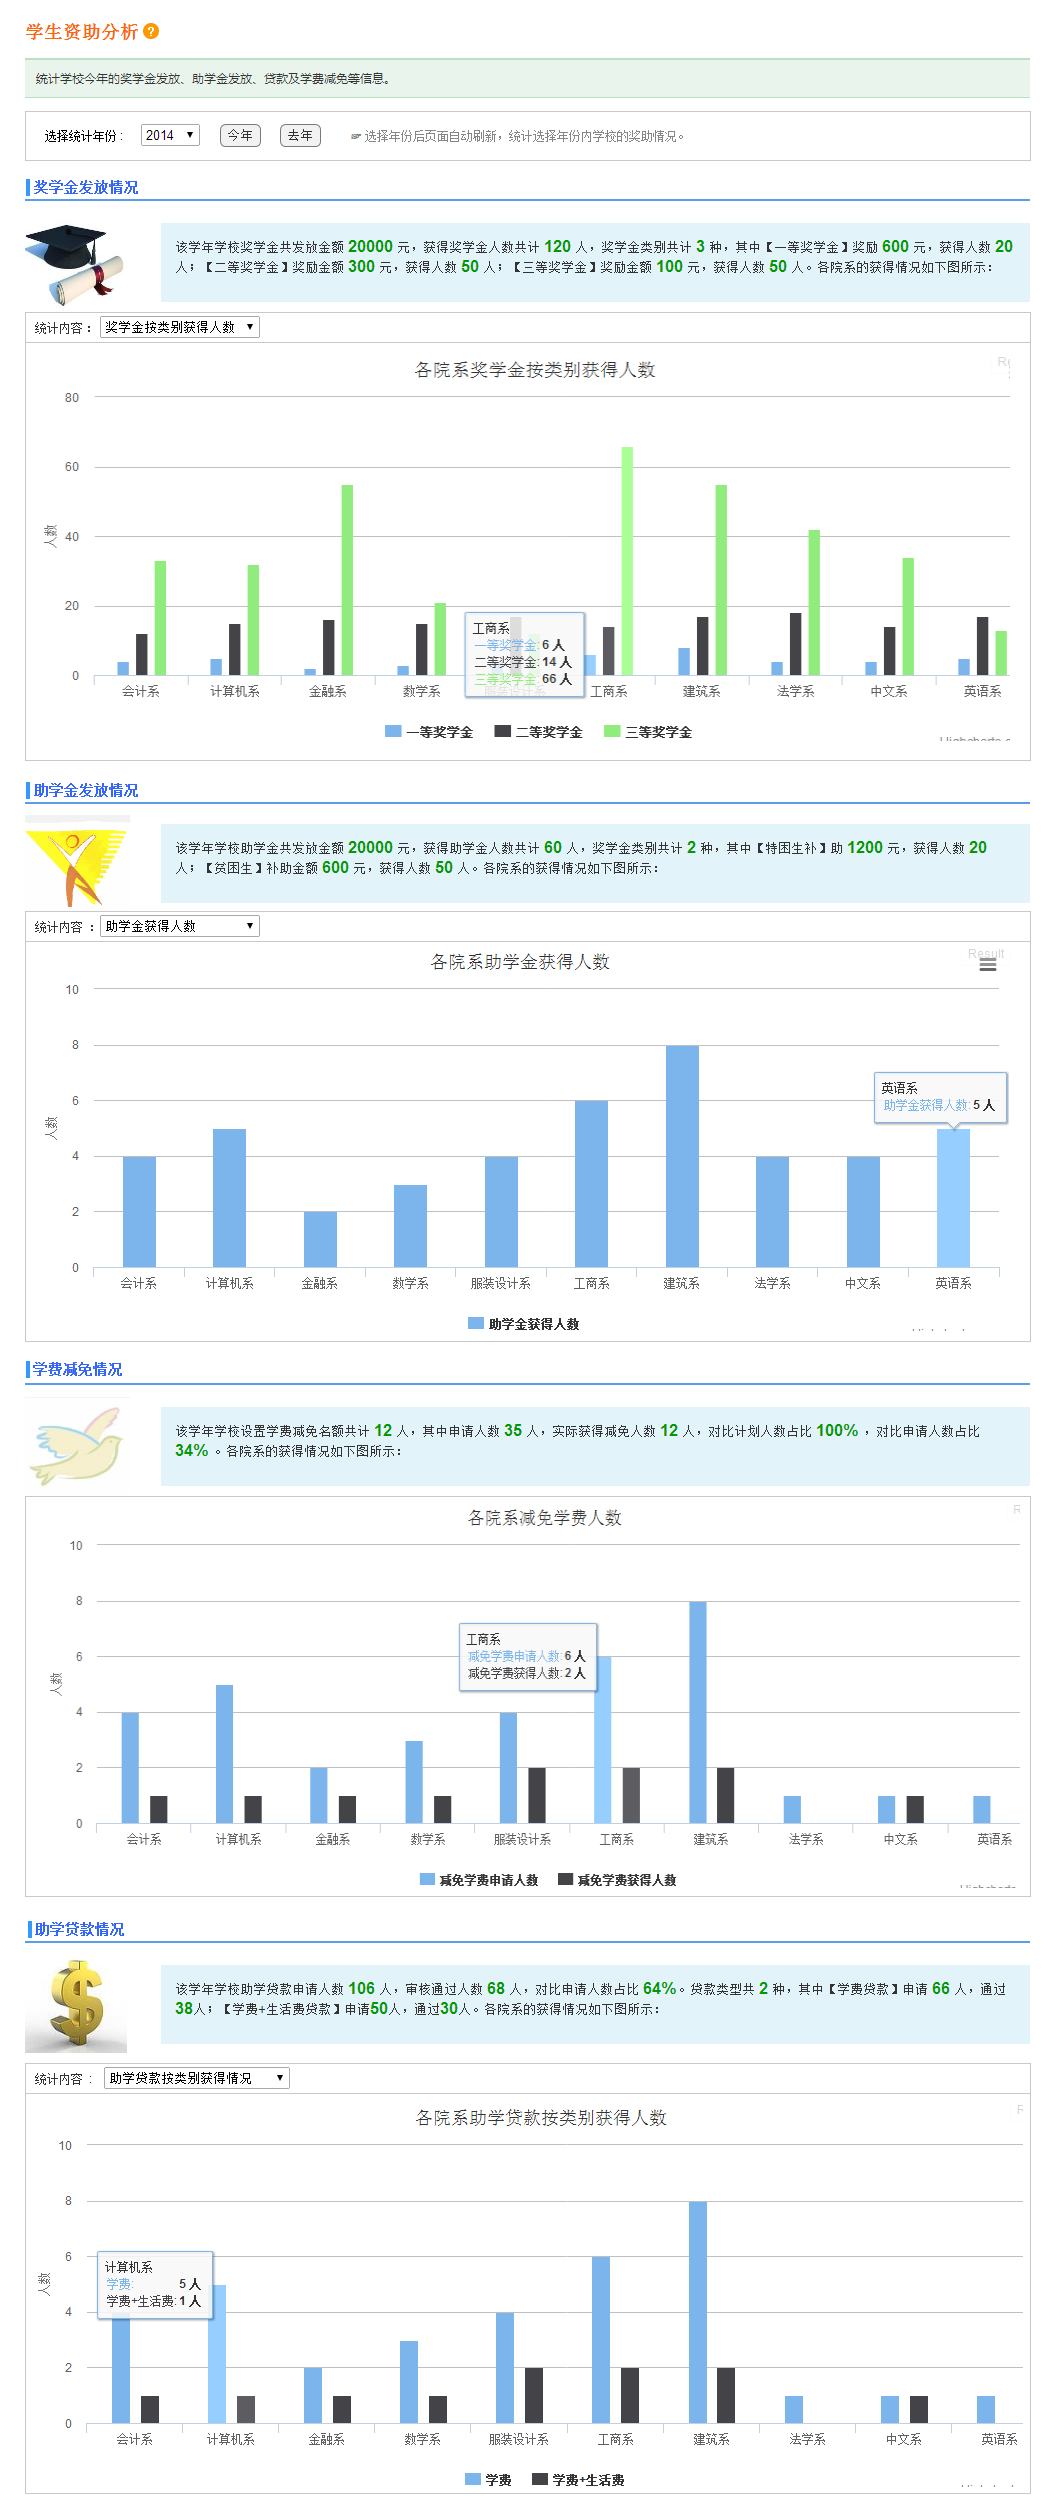 学生资助分析 ?
统计学校今年的奖学金发放、助学金发放、贷款及学费减免等信息。
选择统计年份： 2014 今年 去年 ☞ 选择年份后页面自动刷新，统计选择年份内学校的奖助情况。
奖学金发放情况
该学年学校奖学金共发放金额 20000 元，获得奖学金人数共计 120 人，奖学金类别共计 3 种，其中【一等奖学金】奖励 600 元，获得人数 20
人；【二等奖学金】奖励金额 300 元，获得人数 50 人；【三等奖学金】奖励金额 100 元，获得人数 50 人。各院系的获得情况如下图所示：
统计内容： 奖学金按类别获得人数
各院系奖学金按类别获得人数
80
60
人数
40
20
0
工商系
一等奖学金: 6 人
二等奖学金: 14 人
三等奖学金: 66 人
会计系 计算机系 金融系 数学系 服装设计系 工商系 建筑系 法学系 中文系 英语系
一等奖学金 二等奖学金 三等奖学金
助学金发放情况
该学年学校助学金共发放金额 20000 元，获得助学金人数共计 60 人，奖学金类别共计 2 种，其中【特困生补】助 1200 元，获得人数 20
人；【贫困生】补助金额 600 元，获得人数 50 人。各院系的获得情况如下图所示：
统计内容 ： 助学金获得人数
Result
各院系助学金获得人数
10
8
6
人数
4
2
0
英语系
助学金获得人数: 5 人
会计系 计算机系 金融系 数学系 服装设计系 工商系 建筑系 法学系 中文系 英语系
助学金获得人数
学费减免情况
该学年学校设置学费减免名额共计 12 人，其中申请人数 35 人，实际获得减免人数 12 人，对比计划人数占比 100% ，对比申请人数占比
34% 。各院系的获得情况如下图所示：
各院系减免学费人数
10
8
6
人数
4
2
0
工商系
减免学费申请人数: 6 人
减免学费获得人数: 2 人
会计系 计算机系 金融系 数学系 服装设计系 工商系 建筑系 法学系 中文系 英语系
减免学费申请人数 减免学费获得人数
助学贷款情况
该学年学校助学贷款申请人数 106 人，审核通过人数 68 人，对比申请人数占比 64%。贷款类型共 2 种，其中【学费贷款】申请 66 人，通过
38人；【学费+生活费贷款】申请50人，通过30人。各院系的获得情况如下图所示：
统计内容 ： 助学贷款按类别获得情况
各院系助学贷款按类别获得人数
10
8
6
人数
4
2
0
计算机系
学费: 5 人
学费+生活费: 1 人
会计系 计算机系 金融系 数学系 服装设计系 工商系 建筑系 法学系 中文系 英语系
学费 学费+生活费